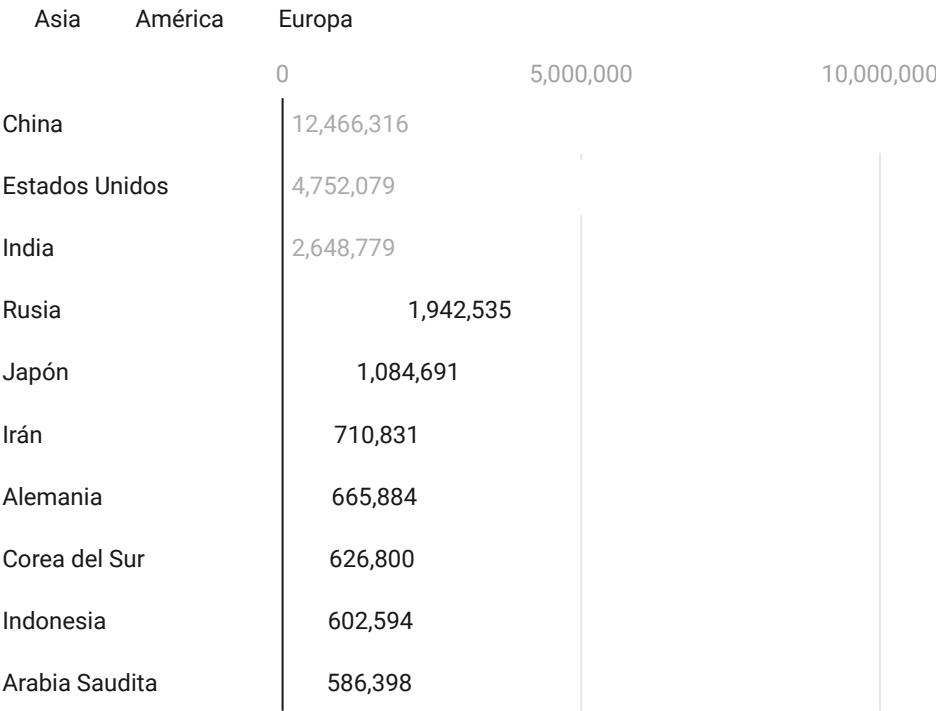 Asia América Europa
0 5,000,000 10,000,000
China 12,466,316
Estados Unidos 4,752,079
India 2,648,779
Rusia 1,942,535
Japón 1,084,691
Irán 710,831
Alemania 665,884
Corea del Sur 626,800
Indonesia 602,594
Arabia Saudita 586,398